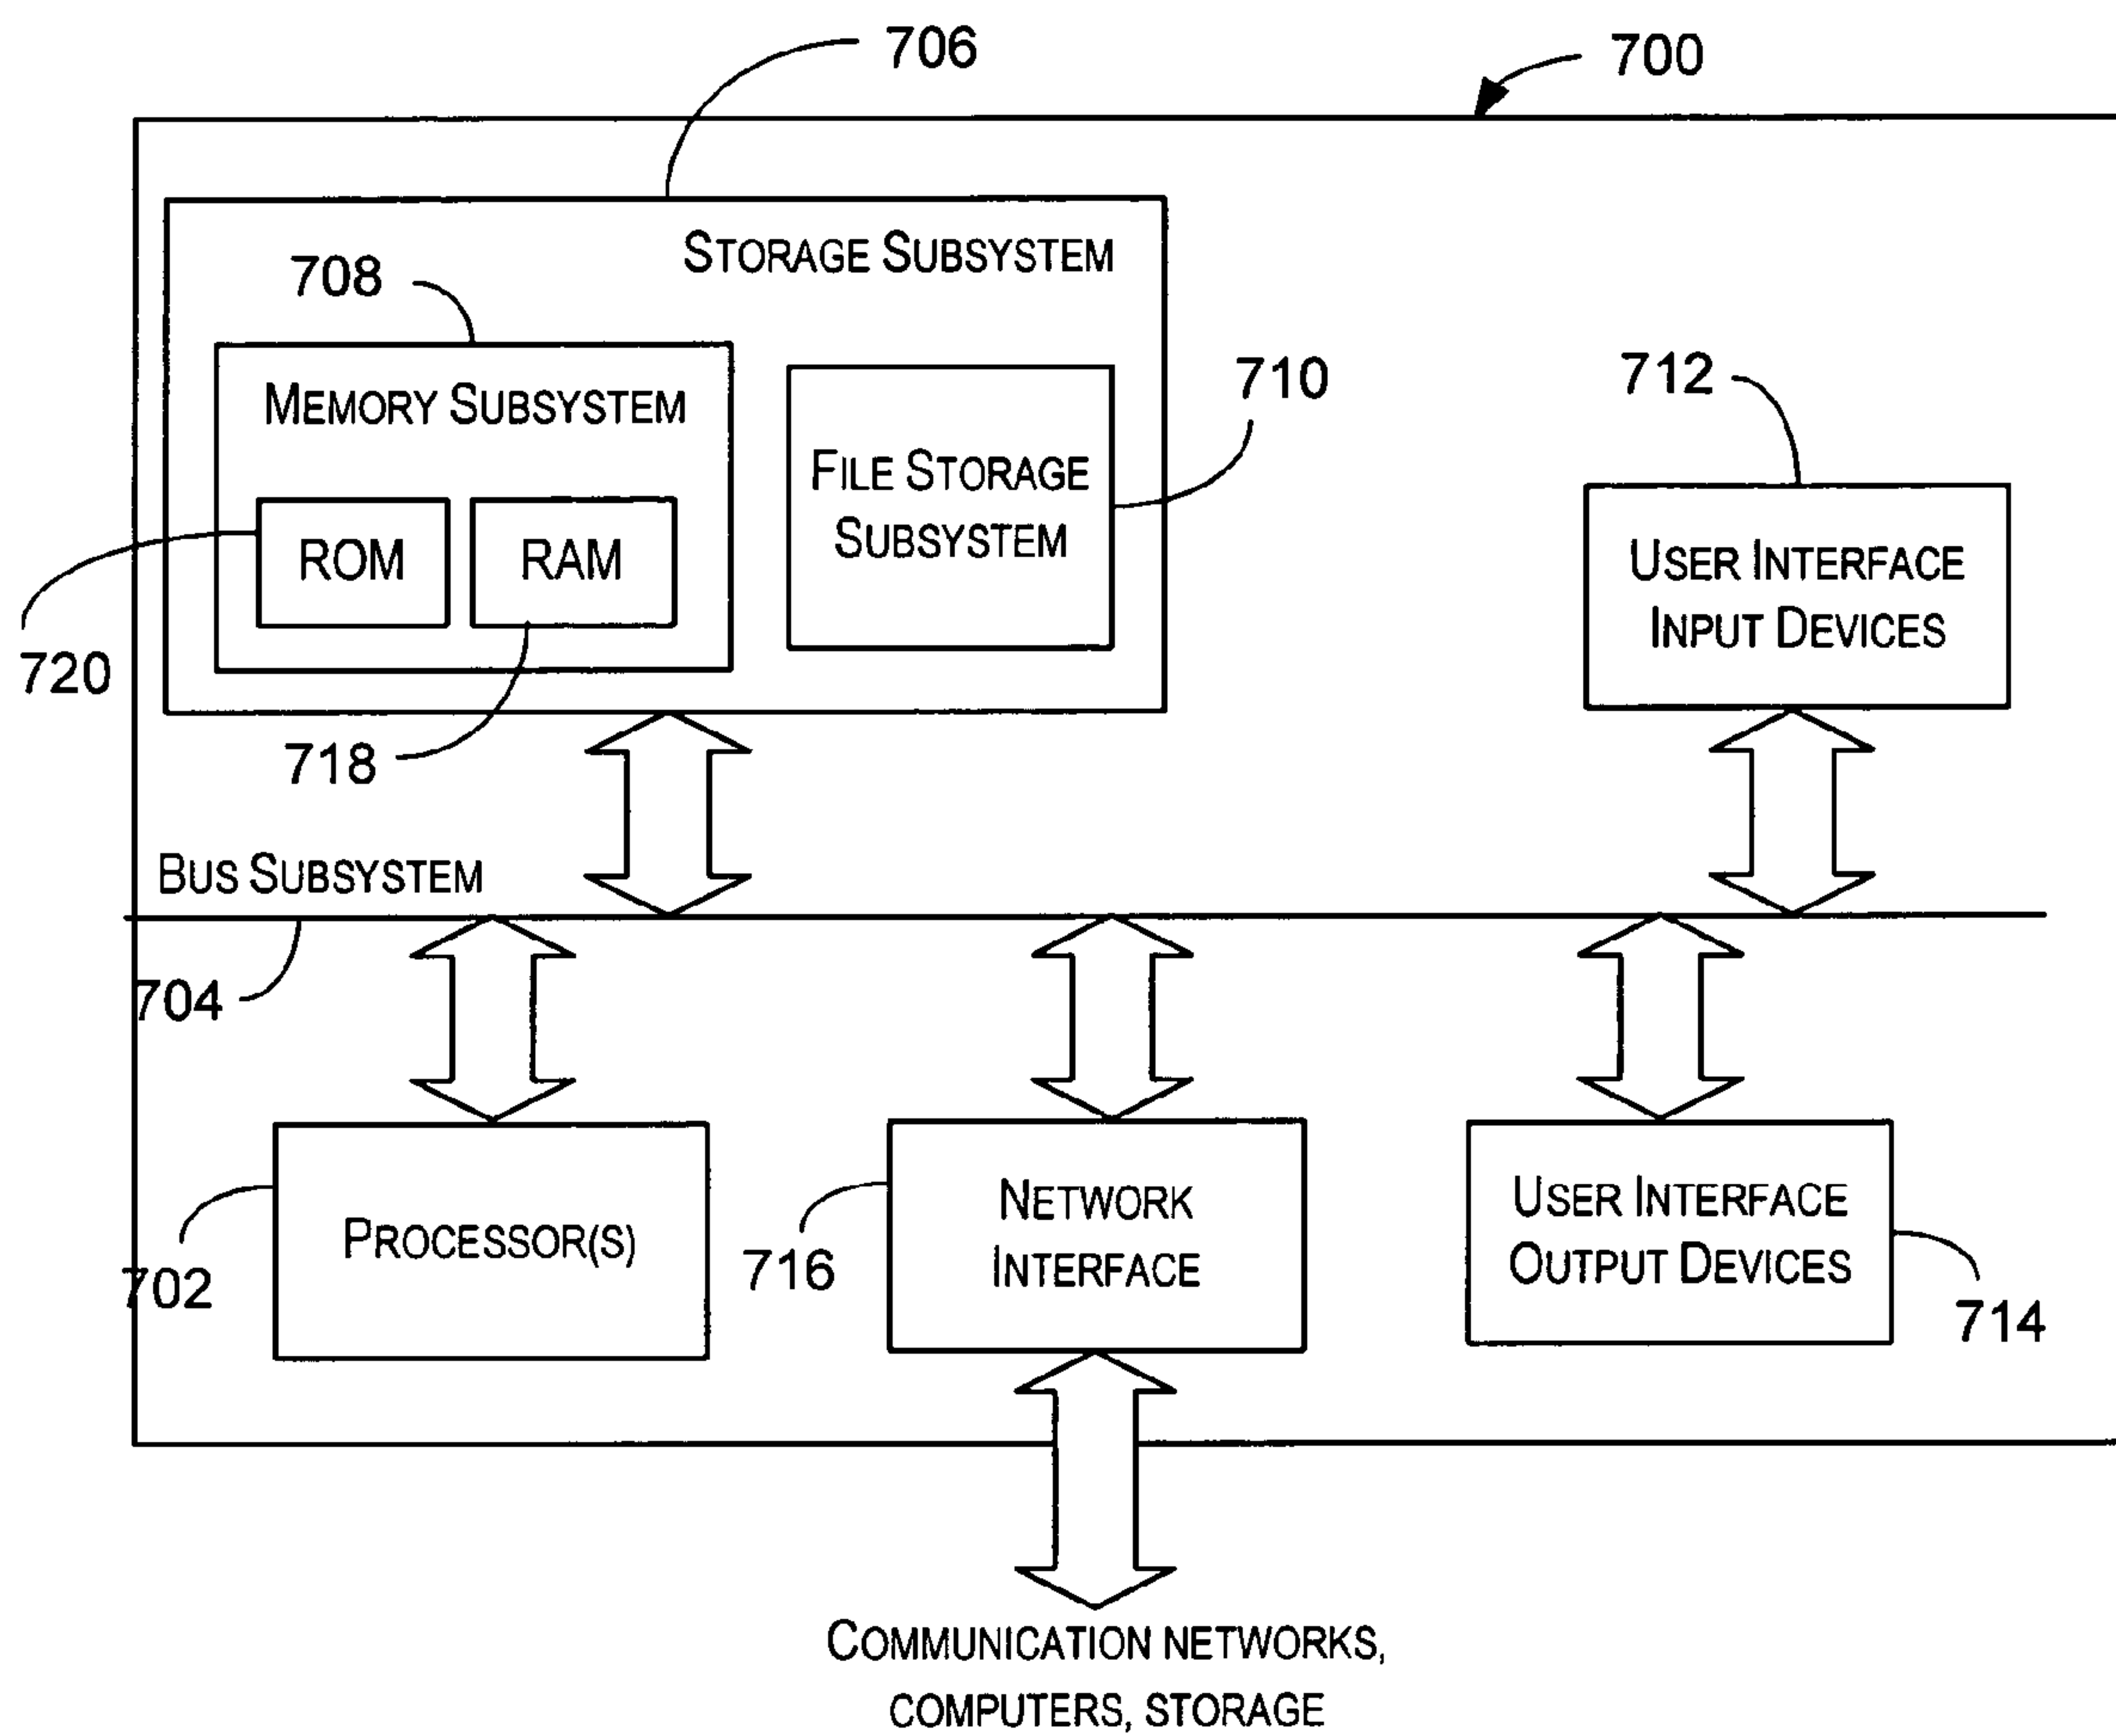 706
700
STORAGE SUBSYSTEM
708
MEMORY SUBSYSTEM
710
712
FILE STORAGE
SUBSYSTEM
ROM
RAM
USER INTERFACE
INPUT DEVICES
720
718
BUS SUBSYSTEM
704
PROCESSOR(S)
702
NETWORK
INTERFACE
716
USER INTERFACE
OUTPUT DEVICES
714
COMMUNICATION NETWORKS,
COMPUTERS, STORAGE